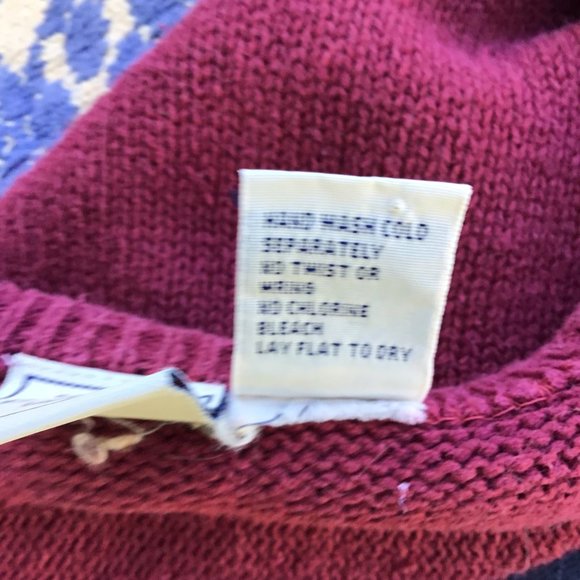 HAND WASH COLD
SEPARATELY
NO TWIST OR
WRING
NO CHLORINE
BLEACH
LAY FLAT TO DRY